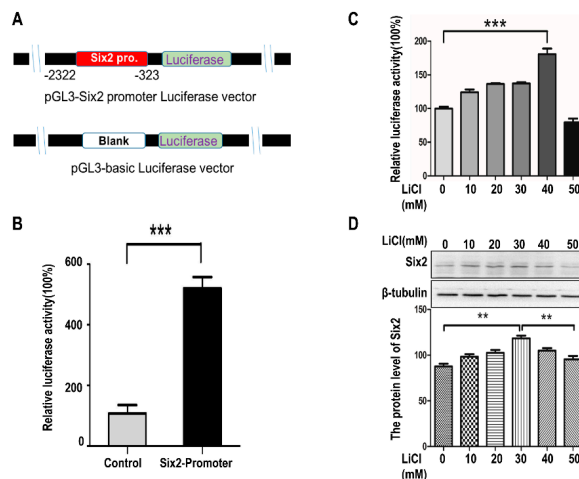 A
Six2 pro.
Luciferase
-2322
-323
pGL3-Six2 promoter Luciferase vector
Blank
Luciferase
pGL3-basic Luciferase vector
B
***
Relative luciferase activity(100%)
600
400
200
0
Control
Six2-Promoter
C
***
Relative luciferase activity(100%)
200
150
100
50
0
LiCl
(mM)
0
10
20
30
40
50
D
LiCl(mM)
0
10
20
30
40
50
Six2
β-tubulin
**
**
The protein level of Six2
150
100
50
0
LiCl
(mM)
0
10
20
30
40
50